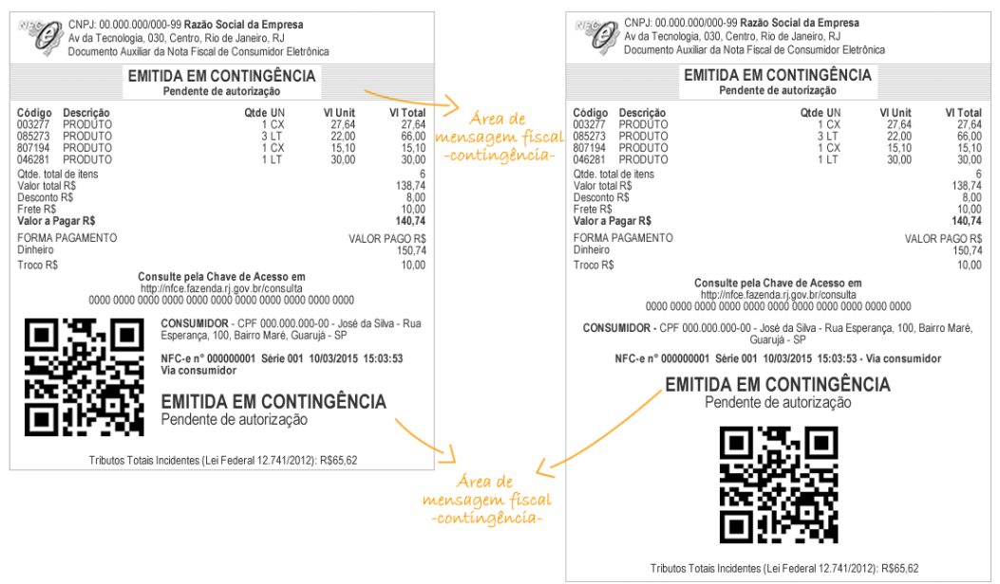 NFC e
CNPJ: 00.000.000/000-99 Razão Social da Empresa
Av da Tecnologia, 030, Centro, Rio de Janeiro, RJ
Documento Auxiliar da Nota Fiscal de Consumidor Eletrônica
EMITIDA EM CONTINGÊNCIA
Pendente de autorização
Código Descrição Qtde UN Vl Unit Vl Total
003277 PRODUTO 1 CX 27,64 27,64
085273 PRODUTO 3 LT 22,00 66,00
807194 PRODUTO 1 CX 15,10 15,10
046281 PRODUTO 1 LT 30,00 30,00
Qtde. total de itens 6
Valor total R$ 138,74
Desconto R$ 8,00
Frete R$ 10,00
Valor a Pagar R$ 140,74
FORMA PAGAMENTO VALOR PAGO R$
Dinheiro 150,74
Troco R$ 10,00
Consulte pela Chave de Acesso em
http://nfce.fazenda.rj.gov.br/consulta
0000 0000 0000 0000 0000 0000 0000 0000 0000 0000 0000
CONSUMIDOR - CPF 000.000.000-00 - José da Silva - Rua
Esperança, 100, Bairro Maré, Guarujá - SP
NFC-e nº 000000001 Série 001 10/03/2015 15:03:53
Via consumidor
EMITIDA EM CONTINGÊNCIA
Pendente de autorização
Tributos Totais Incidentes (Lei Federal 12.741/2012): R$65,62
Área de
mensagem fiscal
-contingência-
Área de
mensagem fiscal
-contingência-
NFC e
CNPJ: 00.000.000/000-99 Razão Social da Empresa
Av da Tecnologia, 030, Centro, Rio de Janeiro, RJ
Documento Auxiliar da Nota Fiscal de Consumidor Eletrônica
EMITIDA EM CONTINGÊNCIA
Pendente de autorização
Código Descrição Qtde UN Vl Unit Vl Total
003277 PRODUTO 1 CX 27,64 27,64
085273 PRODUTO 3 LT 22,00 66,00
807194 PRODUTO 1 CX 15,10 15,10
046281 PRODUTO 1 LT 30,00 30,00
Qtde. total de itens 6
Valor total R$ 138,74
Desconto R$ 8,00
Frete R$ 10,00
Valor a Pagar R$ 140,74
FORMA PAGAMENTO VALOR PAGO R$
Dinheiro 150,74
Troco R$ 10,00
Consulte pela Chave de Acesso em
http://nfce.fazenda.rj.gov.br/consulta
0000 0000 0000 0000 0000 0000 0000 0000 0000 0000 0000
CONSUMIDOR - CPF 000.000.000-00 - José da Silva - Rua Esperança, 100, Bairro Maré,
Guarujá - SP
NFC-e nº 000000001 Série 001 10/03/2015 15:03:53 - Via consumidor
EMITIDA EM CONTINGÊNCIA
Pendente de autorização
Tributos Totais Incidentes (Lei Federal 12.741/2012): R$65,62